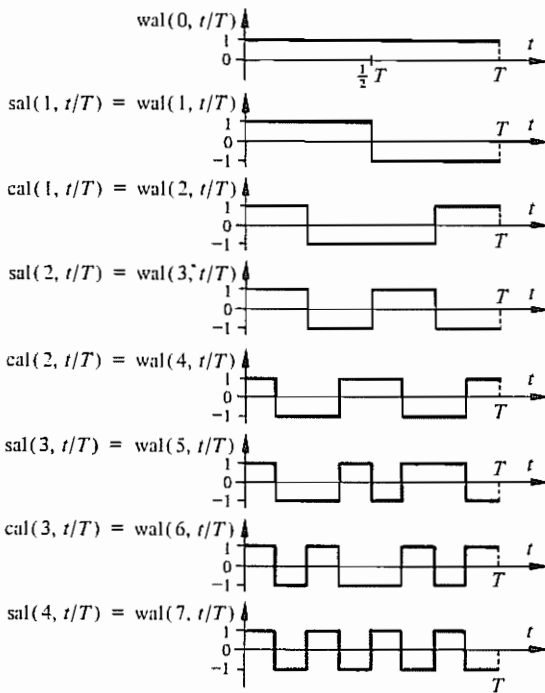 wal(0, t/T)
1
0
t
½ T
T
sal(1, t/T) = wal(1, t/T)
1
0
−1
T
t
cal(1, t/T) = wal(2, t/T)
1
0
−1
t
T
sal(2, t/T) = wal(3, t/T)
1
0
−1
T
t
cal(2, t/T) = wal(4, t/T)
1
0
−1
t
T
sal(3, t/T) = wal(5, t/T)
1
0
−1
T
t
cal(3, t/T) = wal(6, t/T)
1
0
−1
t
T
sal(4, t/T) = wal(7, t/T)
1
0
−1
t
T